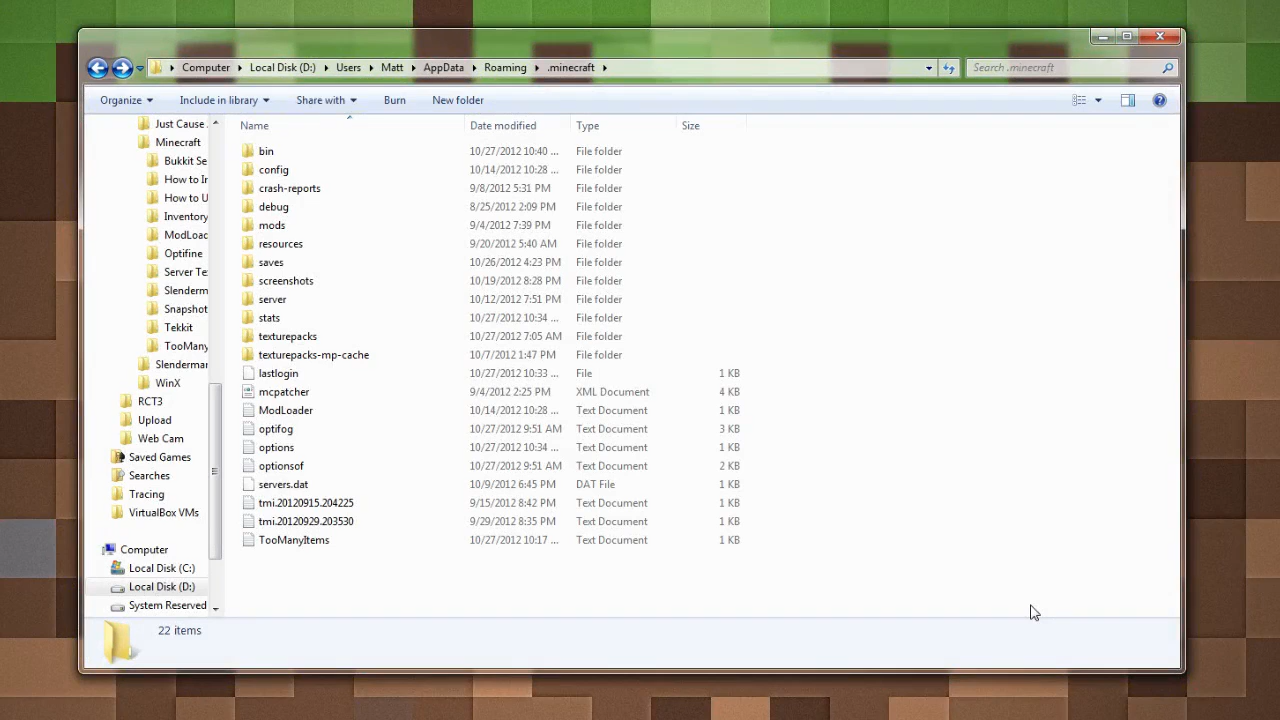 Computer Local Disk (D:) Users Matt AppData Roaming .minecraft Search .minecraft
Organize Include in library Share with Burn New folder
Name Date modified Type Size
Just Cause
Minecraft
Bukkit Se
How to In
How to U
Inventory
ModLoac
Optifine
Server Te
Slenderm
Snapshot
Tekkit
TooMany
Slenderman
WinX
RCT3
Upload
Web Cam
Saved Games
Searches
Tracing
VirtualBox VMs
Computer
Local Disk (C:)
Local Disk (D:)
System Reserved
bin 10/27/2012 10:40 ... File folder
config 10/14/2012 10:28 ... File folder
crash-reports 9/8/2012 5:31 PM File folder
debug 8/25/2012 2:09 PM File folder
mods 9/4/2012 7:39 PM File folder
resources 9/20/2012 5:40 AM File folder
saves 10/26/2012 4:23 PM File folder
screenshots 10/19/2012 8:28 PM File folder
server 10/12/2012 7:51 PM File folder
stats 10/27/2012 10:34 ... File folder
texturepacks 10/27/2012 7:05 AM File folder
texturepacks-mp-cache 10/7/2012 1:47 PM File folder
lastlogin 10/27/2012 10:33 ... File 1 KB
mcpatcher 9/4/2012 2:25 PM XML Document 4 KB
ModLoader 10/14/2012 10:28 ... Text Document 1 KB
optifog 10/27/2012 9:51 AM Text Document 3 KB
options 10/27/2012 10:34 ... Text Document 1 KB
optionsof 10/27/2012 9:51 AM Text Document 2 KB
servers.dat 10/9/2012 6:45 PM DAT File 1 KB
tmi.20120915.204225 9/15/2012 8:42 PM Text Document 1 KB
tmi.20120929.203530 9/29/2012 8:35 PM Text Document 1 KB
TooManyItems 10/27/2012 10:17 ... Text Document 1 KB
22 items